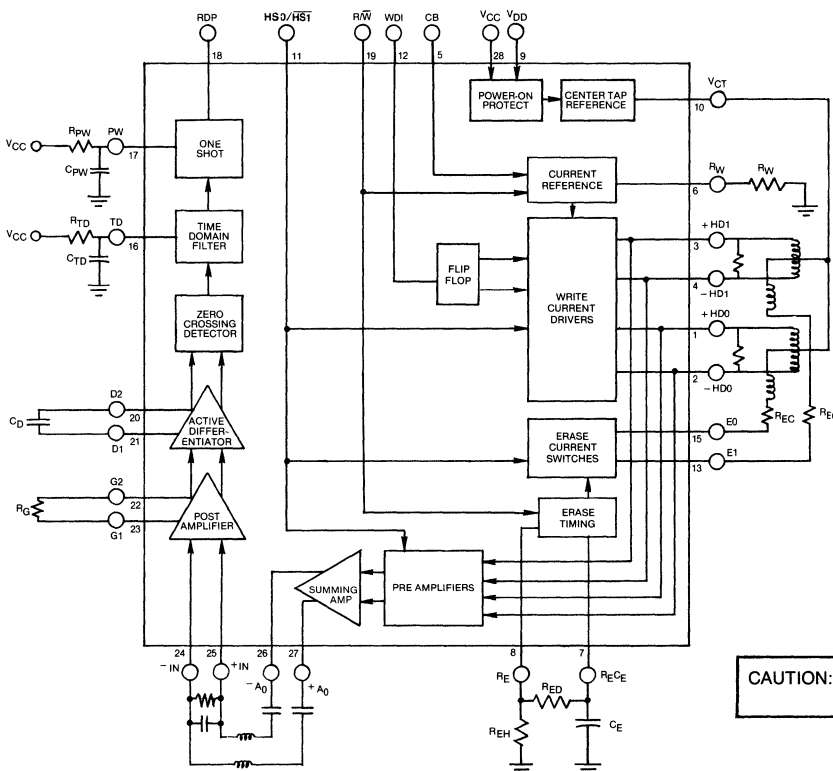 RDP
HS0/HS1
R/W
WDI
CB
VCC
VDD
18
11
19
12
5
28
9
POWER-ON
PROTECT
CENTER TAP
REFERENCE
VCT
10
VCC
RPW
PW
CPW
17
ONE
SHOT
CURRENT
REFERENCE
RW
RW
6
VCC
RTD
TD
CTD
16
TIME
DOMAIN
FILTER
FLIP
FLOP
WRITE
CURRENT
DRIVERS
+ HD1
3
4
– HD1
+ HD0
1
2
– HD0
ZERO
CROSSING
DETECTOR
CD
D2
20
D1
21
ACTIVE
DIFFER-
ENTIATOR
ERASE
CURRENT
SWITCHES
REC
E0
15
E1
13
RG
G2
22
G1
23
POST
AMPLIFIER
ERASE
TIMING
SUMMING
AMP
PRE AMPLIFIERS
24
25
26
27
8
7
– IN
+ IN
– A0
+ A0
RE
RECE
RED
REH
CE
CAUTION: